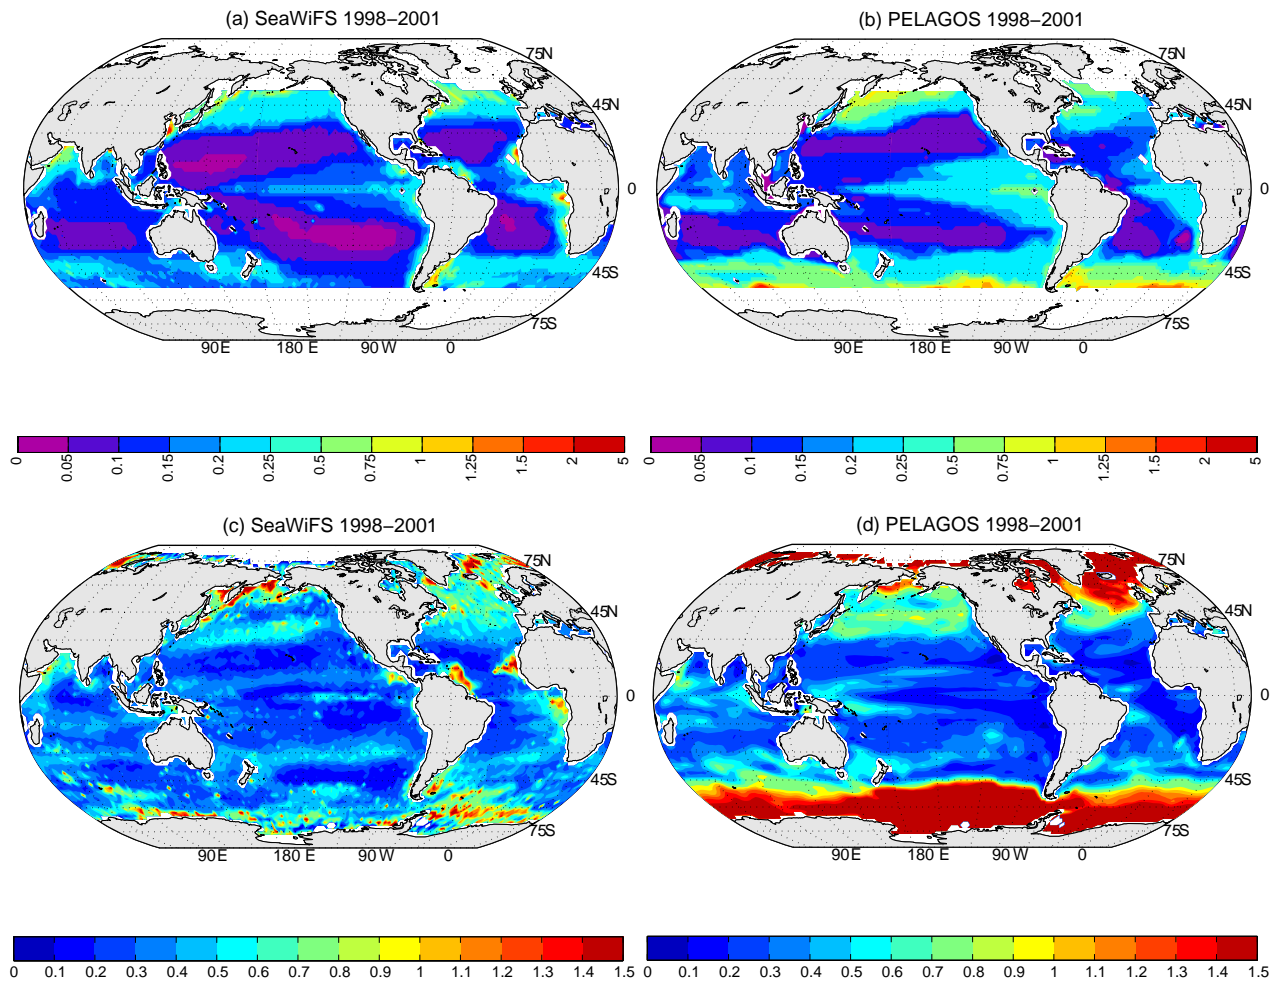 (a) SeaWiFS 1998−2001
(b) PELAGOS 1998−2001
75N
75N
45N
45N
0
0
45S
45S
75S
75S
90E 180 E 90W 0
90E 180 E 90W 0
0 0.05 0.1 0.15 0.2 0.25 0.5 0.75 1 1.25 1.5 2 5
0 0.05 0.1 0.15 0.2 0.25 0.5 0.75 1 1.25 1.5 2 5
(c) SeaWiFS 1998−2001
(d) PELAGOS 1998−2001
75N
75N
45N
45N
0
0
45S
45S
75S
75S
90E 180 E 90W 0
90E 180 E 90W 0
0 0.1 0.2 0.3 0.4 0.5 0.6 0.7 0.8 0.9 1 1.1 1.2 1.3 1.4 1.5
0 0.1 0.2 0.3 0.4 0.5 0.6 0.7 0.8 0.9 1 1.1 1.2 1.3 1.4 1.5